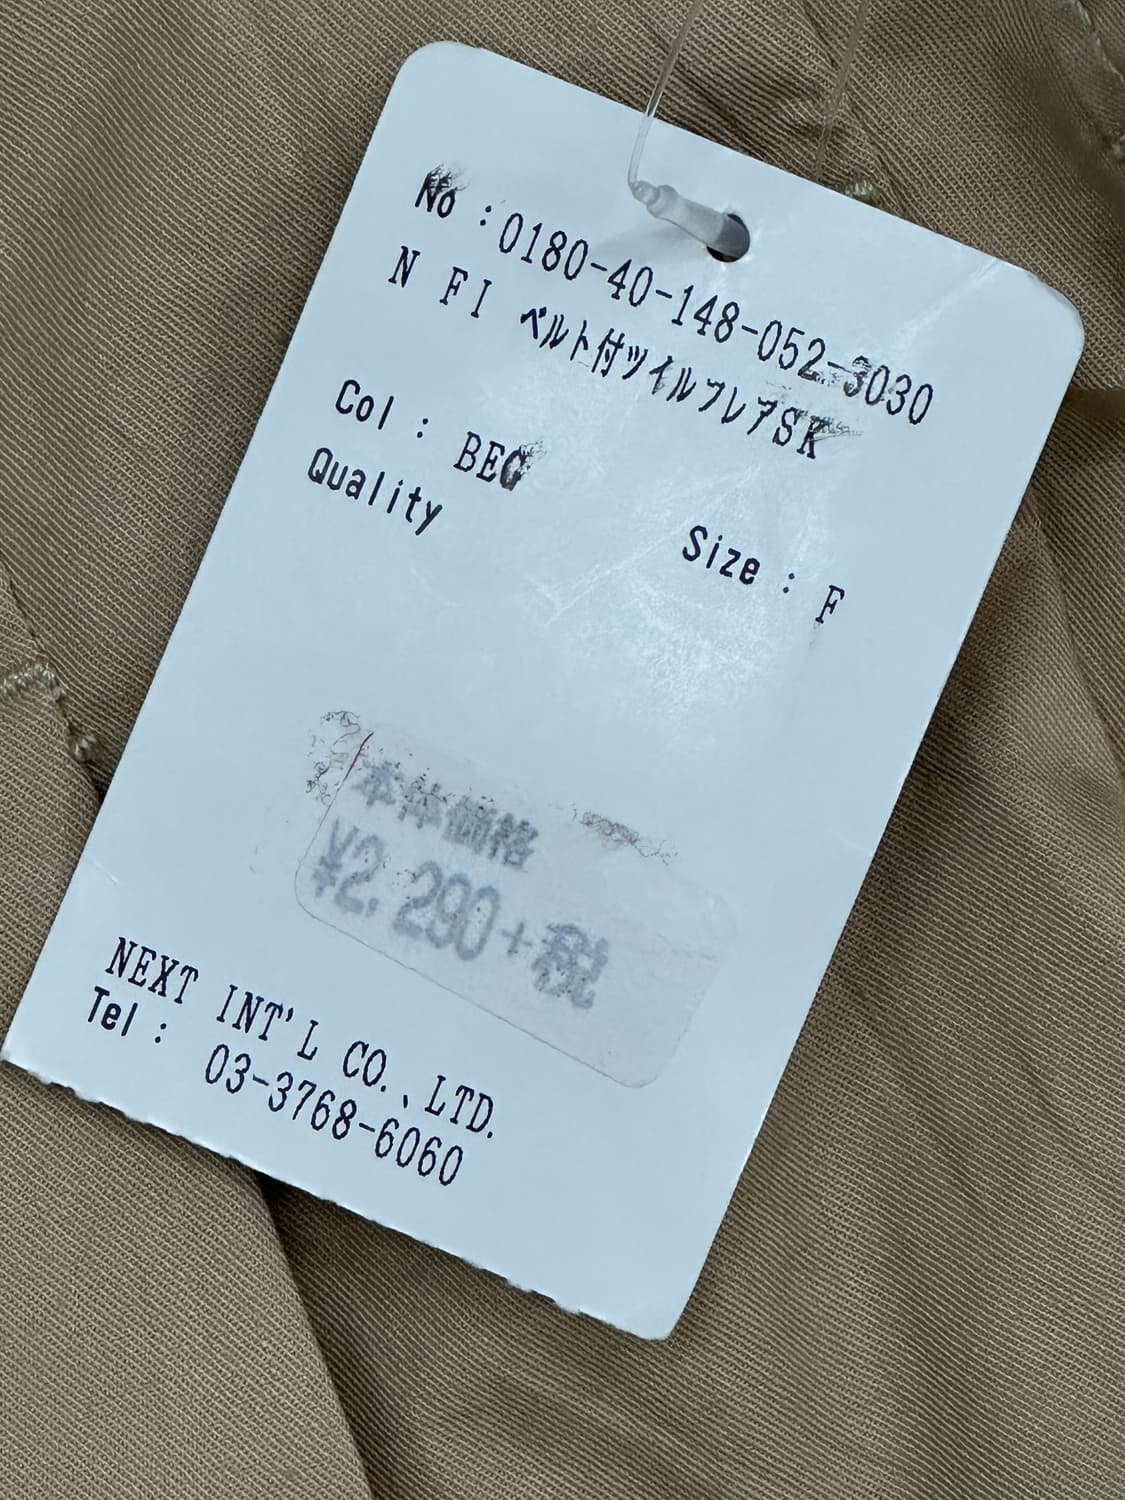 No : 0180-40-148-052-3030
N FI ベルト付ツイルフレアSK
Col : BEG
Quality
Size : F
本体価格
¥2,290+税
NEXT INT'L CO.、LTD.
Tel : 03-3768-6060